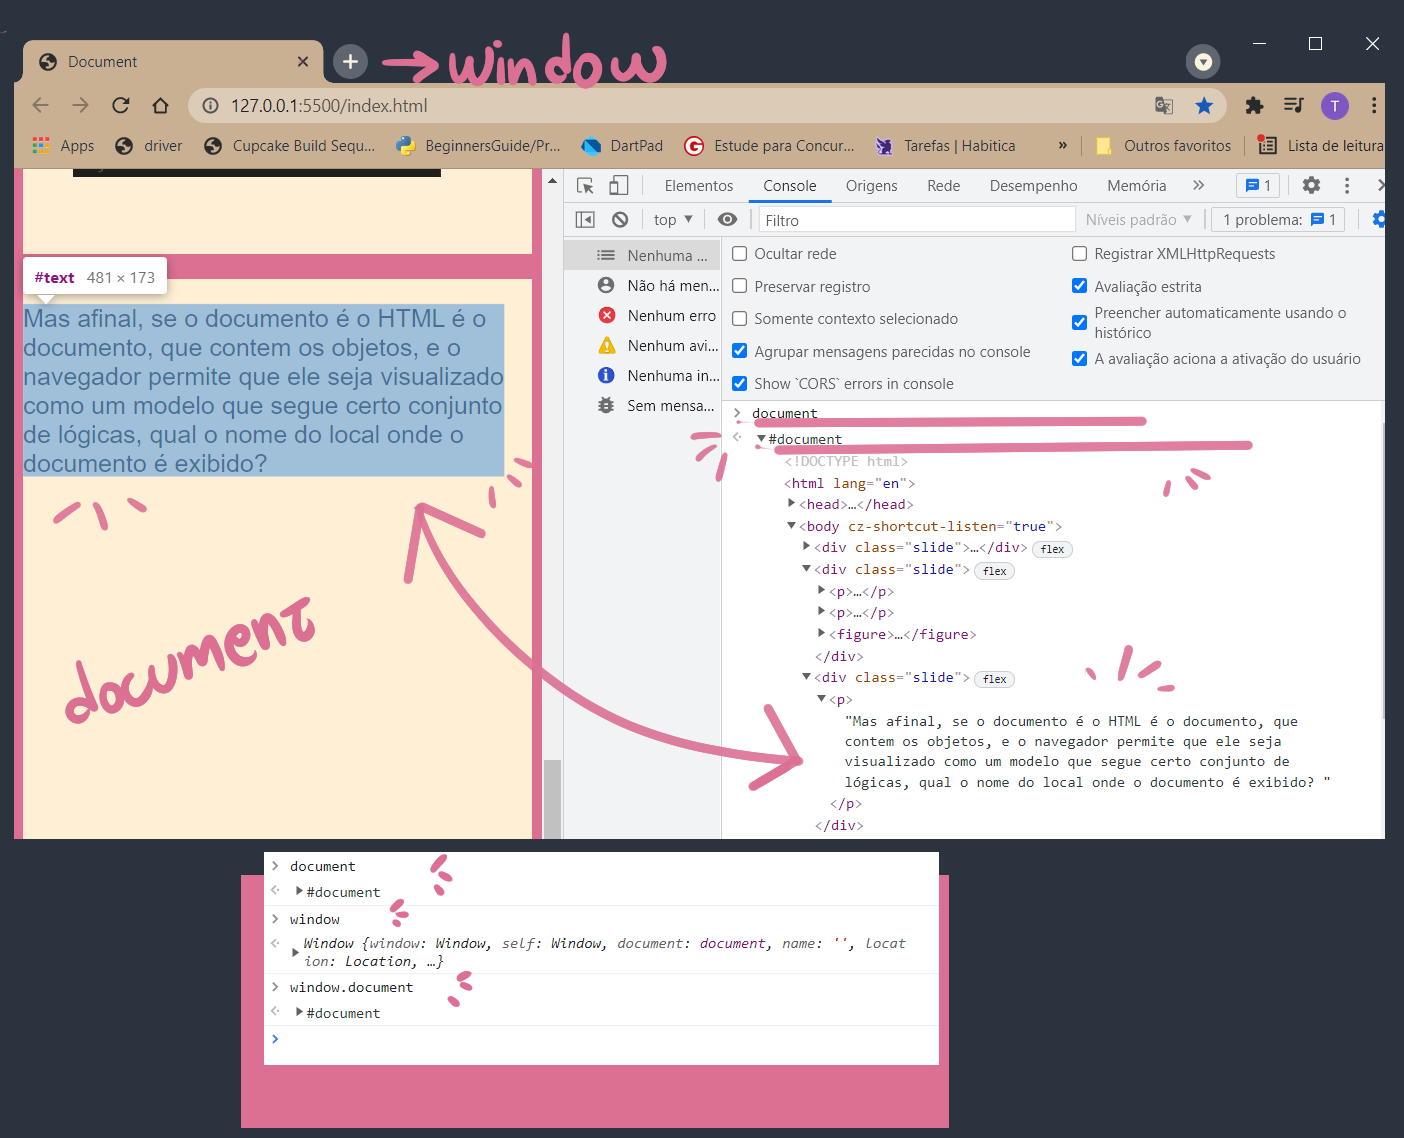 Document
window
127.0.0.1:5500/index.html
T
Apps
driver
Cupcake Build Sequ...
BeginnersGuide/Pr...
DartPad
G
Estude para Concur...
Tarefas | Habitica
»
Outros favoritos
Lista de leitura
Elementos
Console
Origens
Rede
Desempenho
Memória
1
top
Filtro
Níveis padrão
1 problema:
1
#text 481 × 173
Mas afinal, se o documento é o HTML é o
documento, que contem os objetos, e o
navegador permite que ele seja visualizado
como um modelo que segue certo conjunto
de lógicas, qual o nome do local onde o
documento é exibido?
document
Nenhuma ...
Não há men...
Nenhum erro
Nenhum avi...
Nenhuma in...
Sem mensa...
Ocultar rede
Preservar registro
Somente contexto selecionado
Agrupar mensagens parecidas no console
Show `CORS` errors in console
Registrar XMLHttpRequests
Avaliação estrita
Preencher automaticamente usando o
histórico
A avaliação aciona a ativação do usuário
document
#document
<!DOCTYPE html>
<html lang="en">
<head>…</head>
<body cz-shortcut-listen="true">
<div class="slide">…</div> flex
<div class="slide"> flex
<p>…</p>
<p>…</p>
<figure>…</figure>
</div>
<div class="slide"> flex
<p>
"Mas afinal, se o documento é o HTML é o documento, que
contem os objetos, e o navegador permite que ele seja
visualizado como um modelo que segue certo conjunto de
lógicas, qual o nome do local onde o documento é exibido? "
</p>
</div>
document
#document
window
Window {window: Window, self: Window, document: document, name: '', locat
ion: Location, …}
window.document
#document